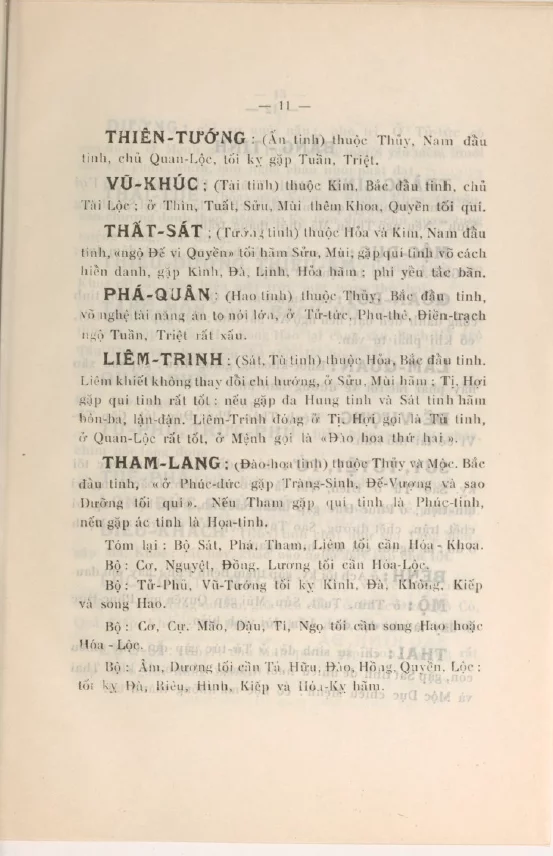 — 11 —
THIÊN-TƯỚNG : (Ấn tinh) thuộc Thủy, Nam đẩu
tinh, chủ Quan-Lộc, tối kỵ gặp Tuần, Triệt.
VŨ-KHÚC : (Tài tinh) thuộc Kim, Bắc đẩu tinh, chủ
Tài Lộc ; ở Thìn, Tuất, Sửu, Mùi thêm Khoa, Quyền tối quí.
THẤT-SÁT : (Tướng tinh) thuộc Hỏa và Kim, Nam đẩu
tinh, «ngộ Đế vi Quyền» tối hãm Sửu, Mùi, gặp quí tinh võ cách
hiển danh, gặp Kình, Đà, Linh, Hỏa hãm ; phi yểu tắc bần.
PHÁ-QUÂN : (Hao tinh) thuộc Thủy, Bắc đẩu tinh,
võ nghệ tài năng ăn to nói lớn, ở Tử-tức, Phu-thê, Điền-trạch
ngộ Tuần, Triệt rất xấu.
LIÊM-TRINH : (Sát, Tù tinh) thuộc Hỏa, Bắc đẩu tinh.
Liêm khiết không thay đổi chí hướng, ở Sửu, Mùi hãm ; Tị, Hợi
gặp quí tinh rất tốt ; nếu gặp đa Hung tinh và Sát tinh hãm
bôn-ba, lận-đận. Liêm-Trinh đóng ở Tị, Hợi gọi là Tù tinh,
ở Quan-Lộc rất tốt, ở Mệnh gọi là «Đào hoa thứ hai».
THAM-LANG : (Đào-hoa tinh) thuộc Thủy và Mộc. Bắc
đẩu tinh, «ở Phúc-đức gặp Tràng-Sinh, Đế-Vượng và sao
Dưỡng tối quí». Nếu Tham gặp quí tinh là Phúc-tinh,
nếu gặp ác tinh là Họa-tinh.
Tóm lại : Bộ Sát, Phá, Tham, Liêm tối cần Hóa - Khoa.
Bộ : Cơ, Nguyệt, Đồng, Lương tối cần Hóa-Lộc.
Bộ : Tử-Phủ, Vũ-Tướng tối kỵ Kình, Đà, Không, Kiếp
và song Hao.
Bộ : Cơ, Cự, Mão, Dậu, Tí, Ngọ tối cần song Hao hoặc
Hóa - Lộc.
Bộ : Âm, Dương tối cần Tả, Hữu, Đào, Hồng, Quyền, Lộc ;
tối kỵ Đà, Riêu, Hình, Kiếp và Hóa-Kỵ hãm.